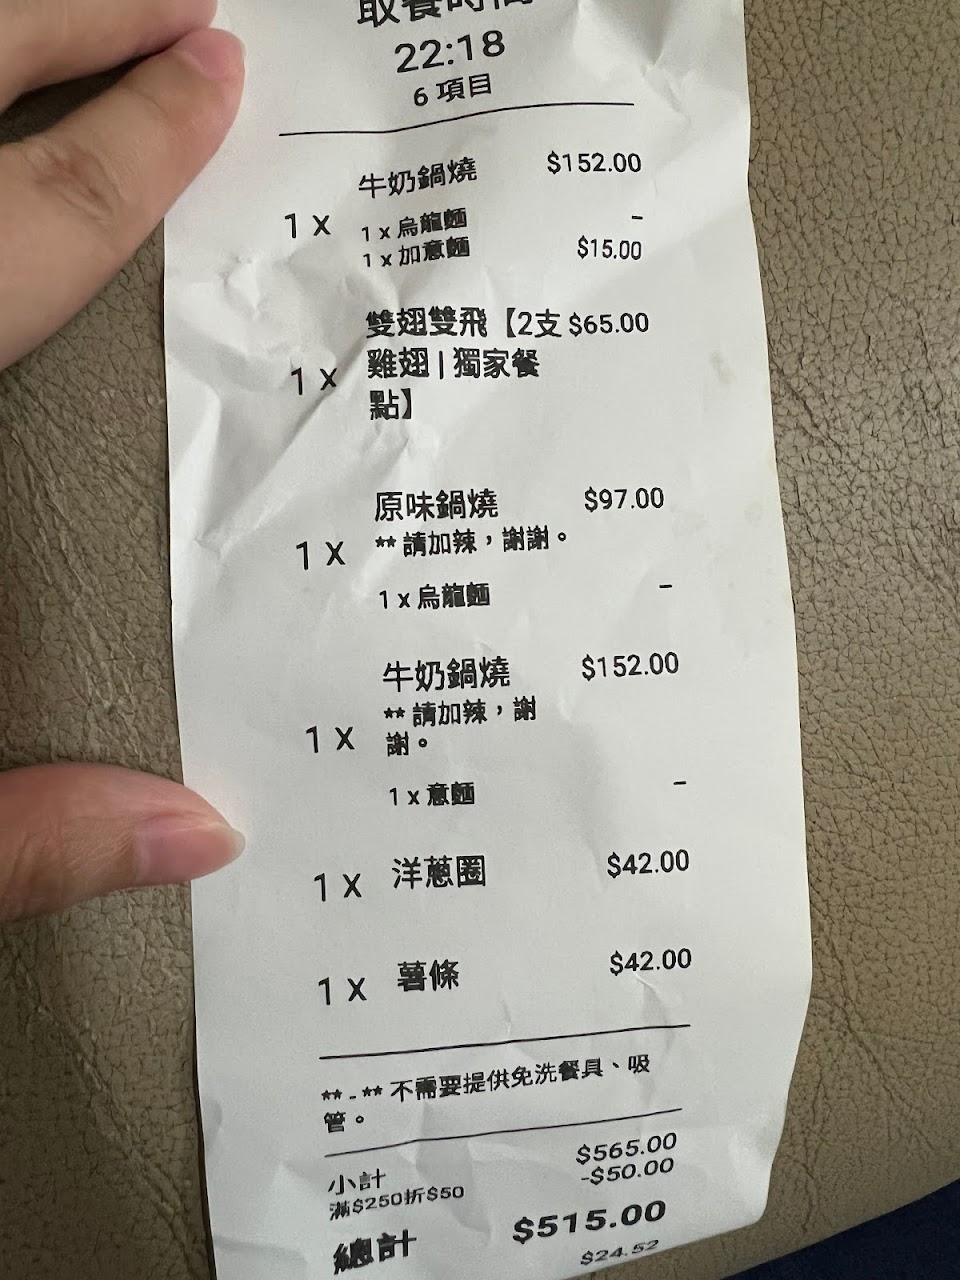 取餐時間
22:18
6 項目
1 x 牛奶鍋燒 $152.00
1 x 烏龍麵 -
1 x 加意麵 $15.00
1 x 雙翅雙飛【2支 $65.00
雞翅 | 獨家餐
點】
1 x 原味鍋燒 $97.00
** 請加辣，謝謝。
1 x 烏龍麵 -
1 x 牛奶鍋燒 $152.00
** 請加辣，謝
謝。
1 x 意麵 -
1 x 洋蔥圈 $42.00
1 x 薯條 $42.00
** - ** 不需要提供免洗餐具、吸
管。
小計 $565.00
滿$250折$50 -$50.00
總計 $515.00
$24.52